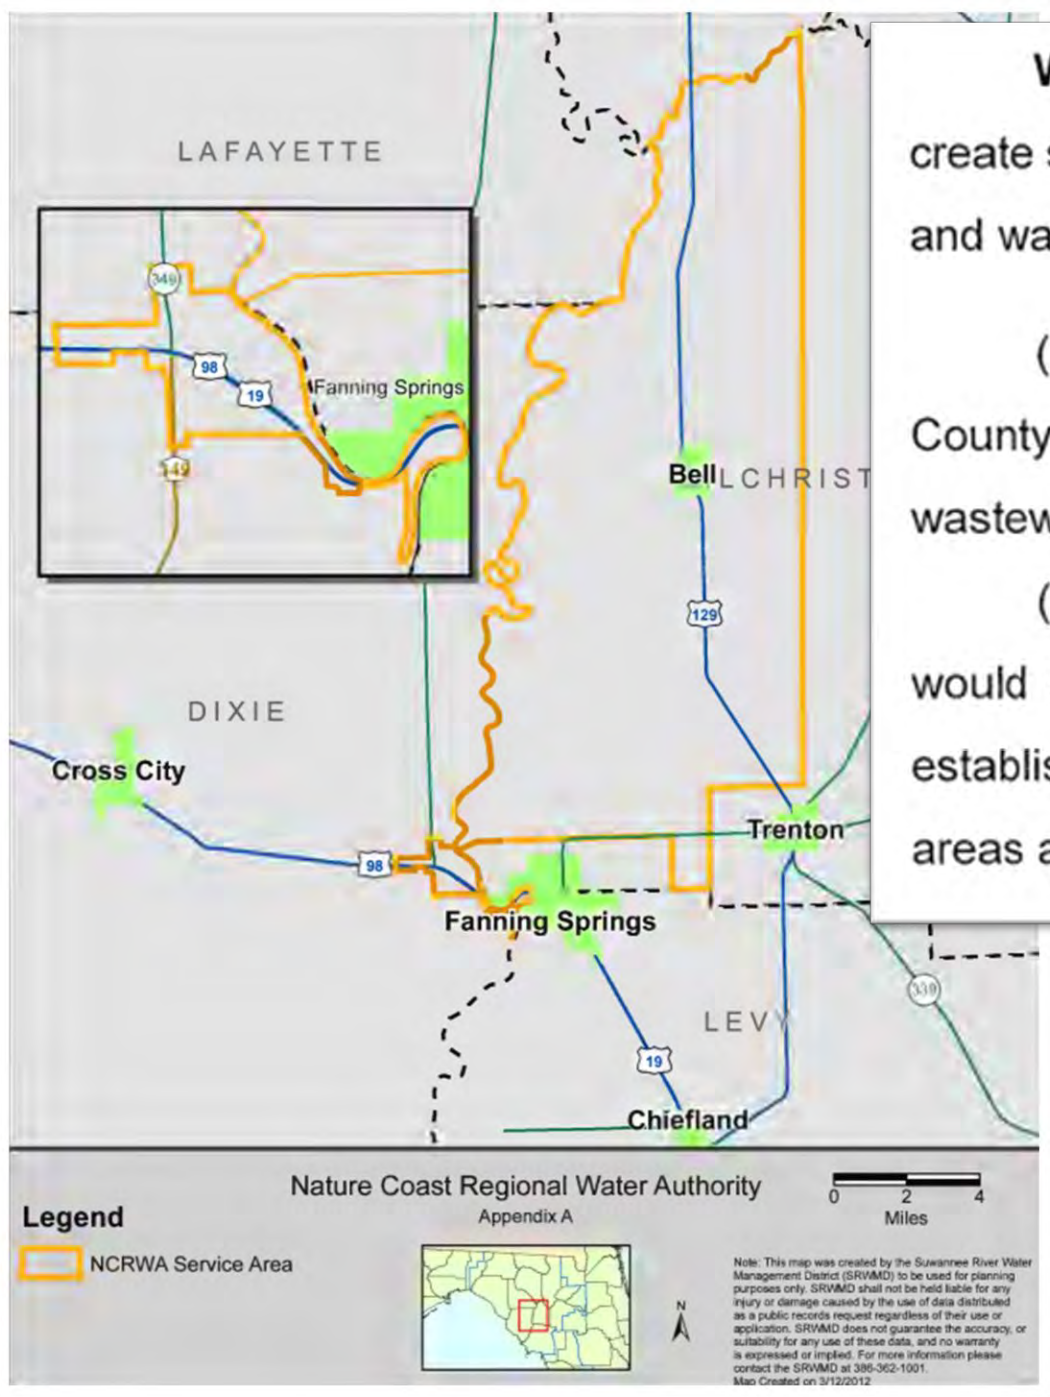 LAFAYETTE
349
98
19
Fanning Springs
349
Bell
LCHRIST
129
DIXIE
Cross City
98
Trenton
Fanning Springs
339
LEVY
19
Chiefland
create
and wa
(
County
wastew
(
would
establis
areas a
Nature Coast Regional Water Authority
Appendix A
0 2 4
Miles
Legend
NCRWA Service Area
N
Note: This map was created by the Suwannee River Water
Management District (SRWMD) to be used for planning
purposes only. SRWMD shall not be held liable for any
injury or damage caused by the use of data distributed
as a public records request regardless of their use or
application. SRWMD does not guarantee the accuracy, or
suitability for any use of these data, and no warranty
is expressed or implied. For more information please
contact the SRWMD at 386-362-1001.
Map Created on 3/12/2012